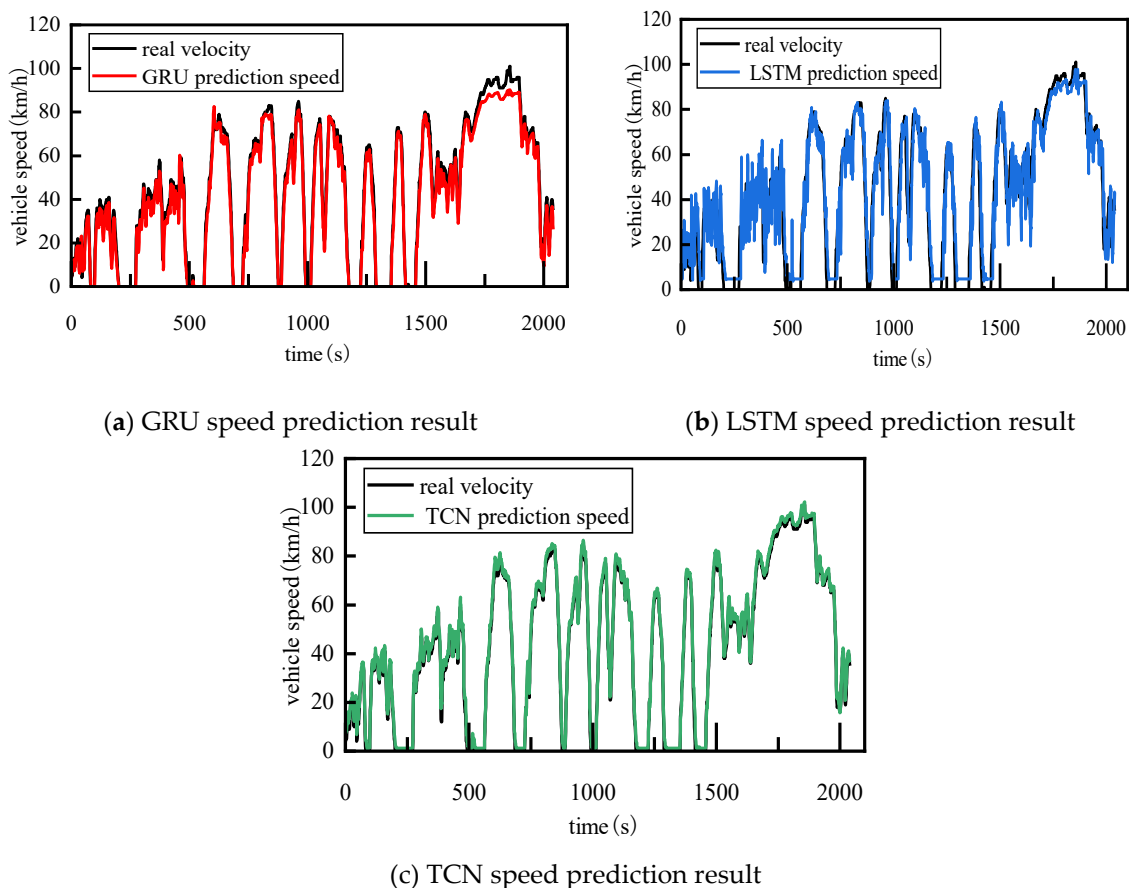 120
100
80
60
40
20
0
vehicle speed (km/h)
real velocity
GRU prediction speed
0 500 1000 1500 2000
time (s)
(a) GRU speed prediction result
120
100
80
60
40
20
0
vehicle speed (km/h)
real velocity
LSTM prediction speed
0 500 1000 1500 2000
time (s)
(b) LSTM speed prediction result
120
100
80
60
40
20
0
vehicle speed (km/h)
real velocity
TCN prediction speed
0 500 1000 1500 2000
time (s)
(c) TCN speed prediction result